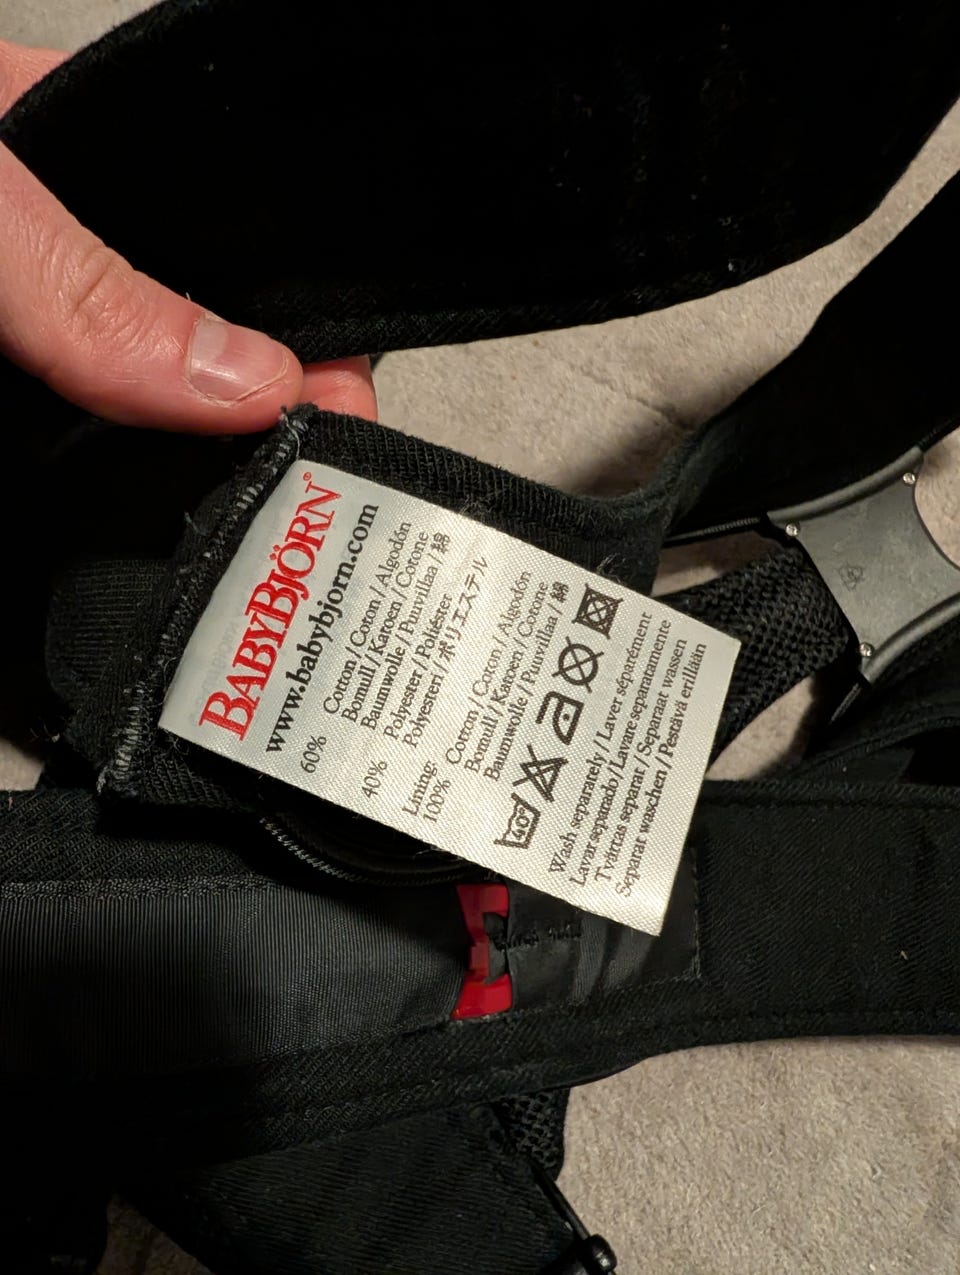 BABYBJÖRN®
www.babybjorn.com
60% Cotton / Coton / Algodón
Bomull / Katoen / Cotone
Baumwolle / Puuvillaa / 綿
40% Polyester / Poliéster
Polyesteri / ポリエステル
Lining:
100% Cotton / Coton / Algodón
Bomull / Katoen / Cotone
Baumwolle / Puuvillaa / 綿
40°
Wash separately / Laver séparément
Lavar separado / Lavare separatamente
Tvättas separat / Separaat wassen
Separat waschen / Pestävä erillään